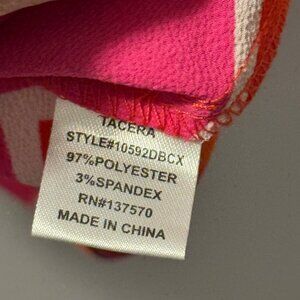 TACERA
STYLE#10592DBCX
97%POLYESTER
3%SPANDEX
RN#137570
MADE IN CHINA